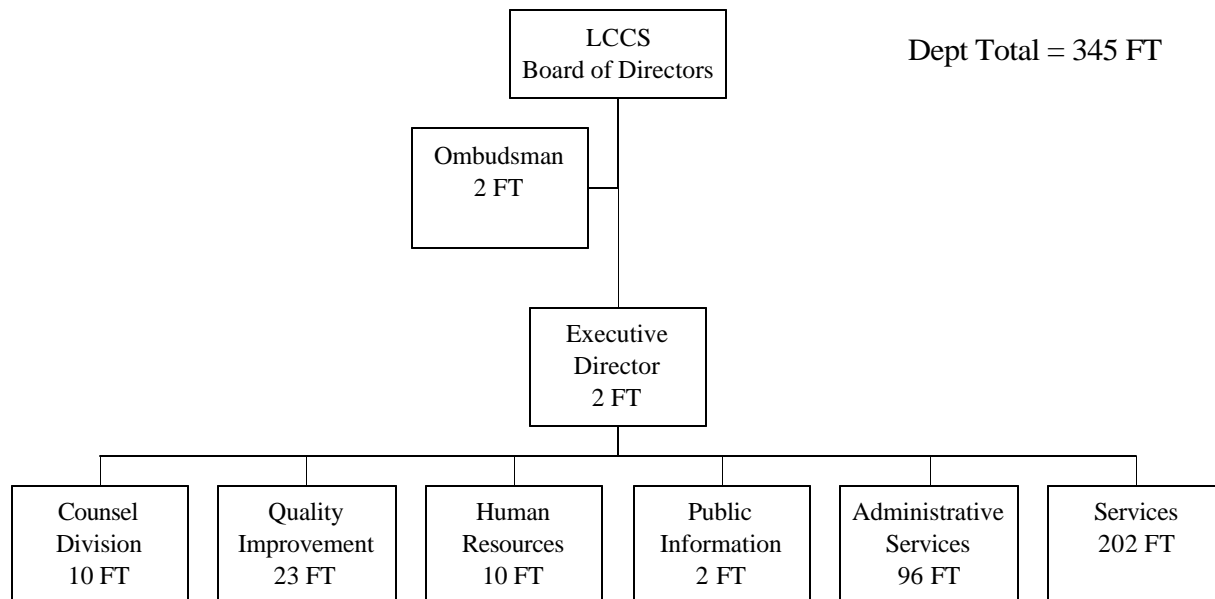 LCCS
Board of Directors
Dept Total = 345 FT
Ombudsman
2 FT
Executive
Director
2 FT
Counsel
Division
10 FT
Quality
Improvement
23 FT
Human
Resources
10 FT
Public
Information
2 FT
Administrative
Services
96 FT
Services
202 FT